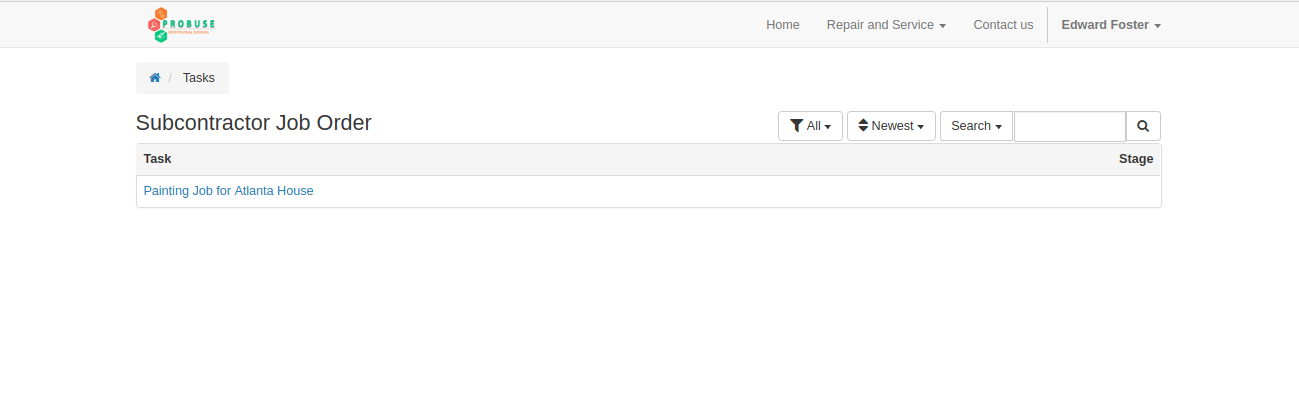 PROBUSE
PROFESSIONAL BUSINESS
Home Repair and Service Contact us Edward Foster
/ Tasks
Subcontractor Job Order
All Newest Search
Task Stage
Painting Job for Atlanta House